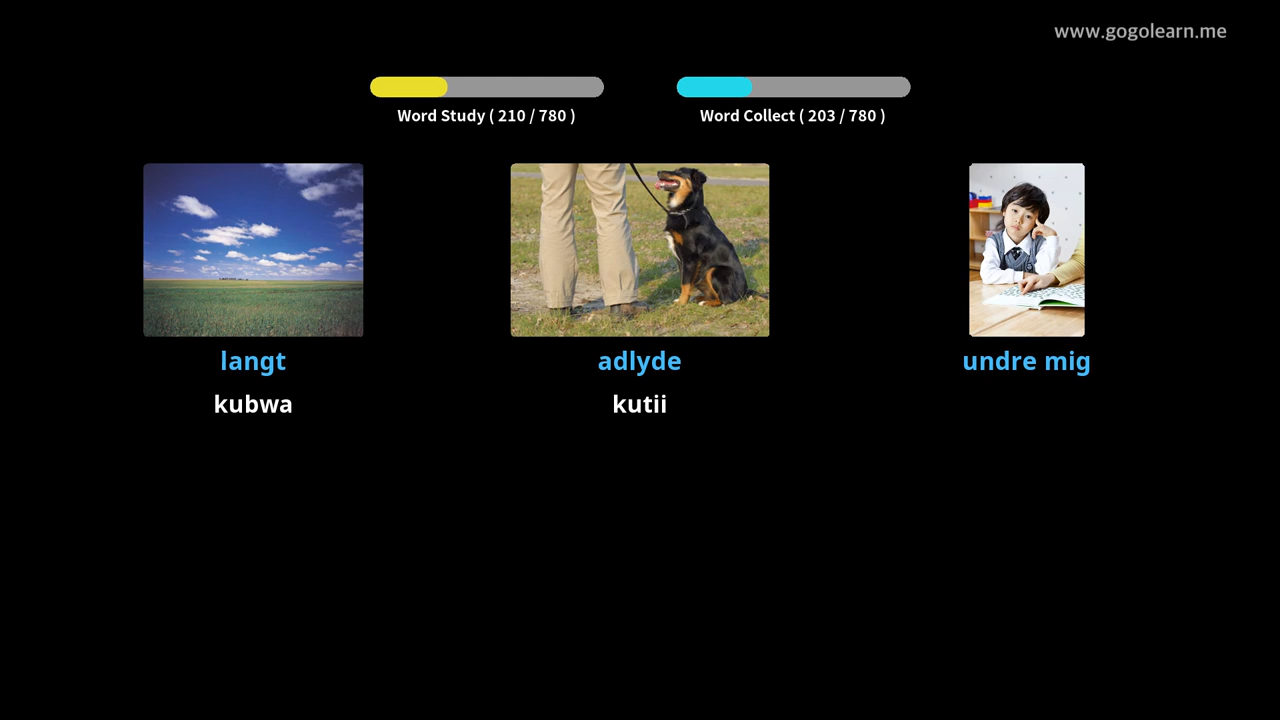 www.gogolearn.me
Word Study ( 210 / 780 )
Word Collect ( 203 / 780 )
langt
adlyde
undre mig
kubwa
kutii